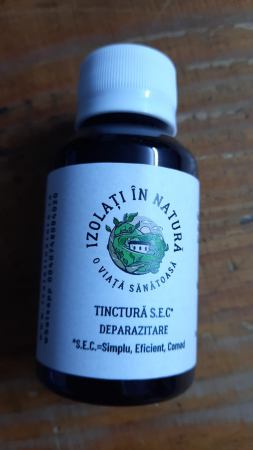 IZOLAȚI ÎN NATURĂ
O VIAȚĂ SĂNĂTOASĂ
TINCTURĂ S.E.C*
DEPARAZITARE
*S.E.C.=Simplu, Eficient, Comod